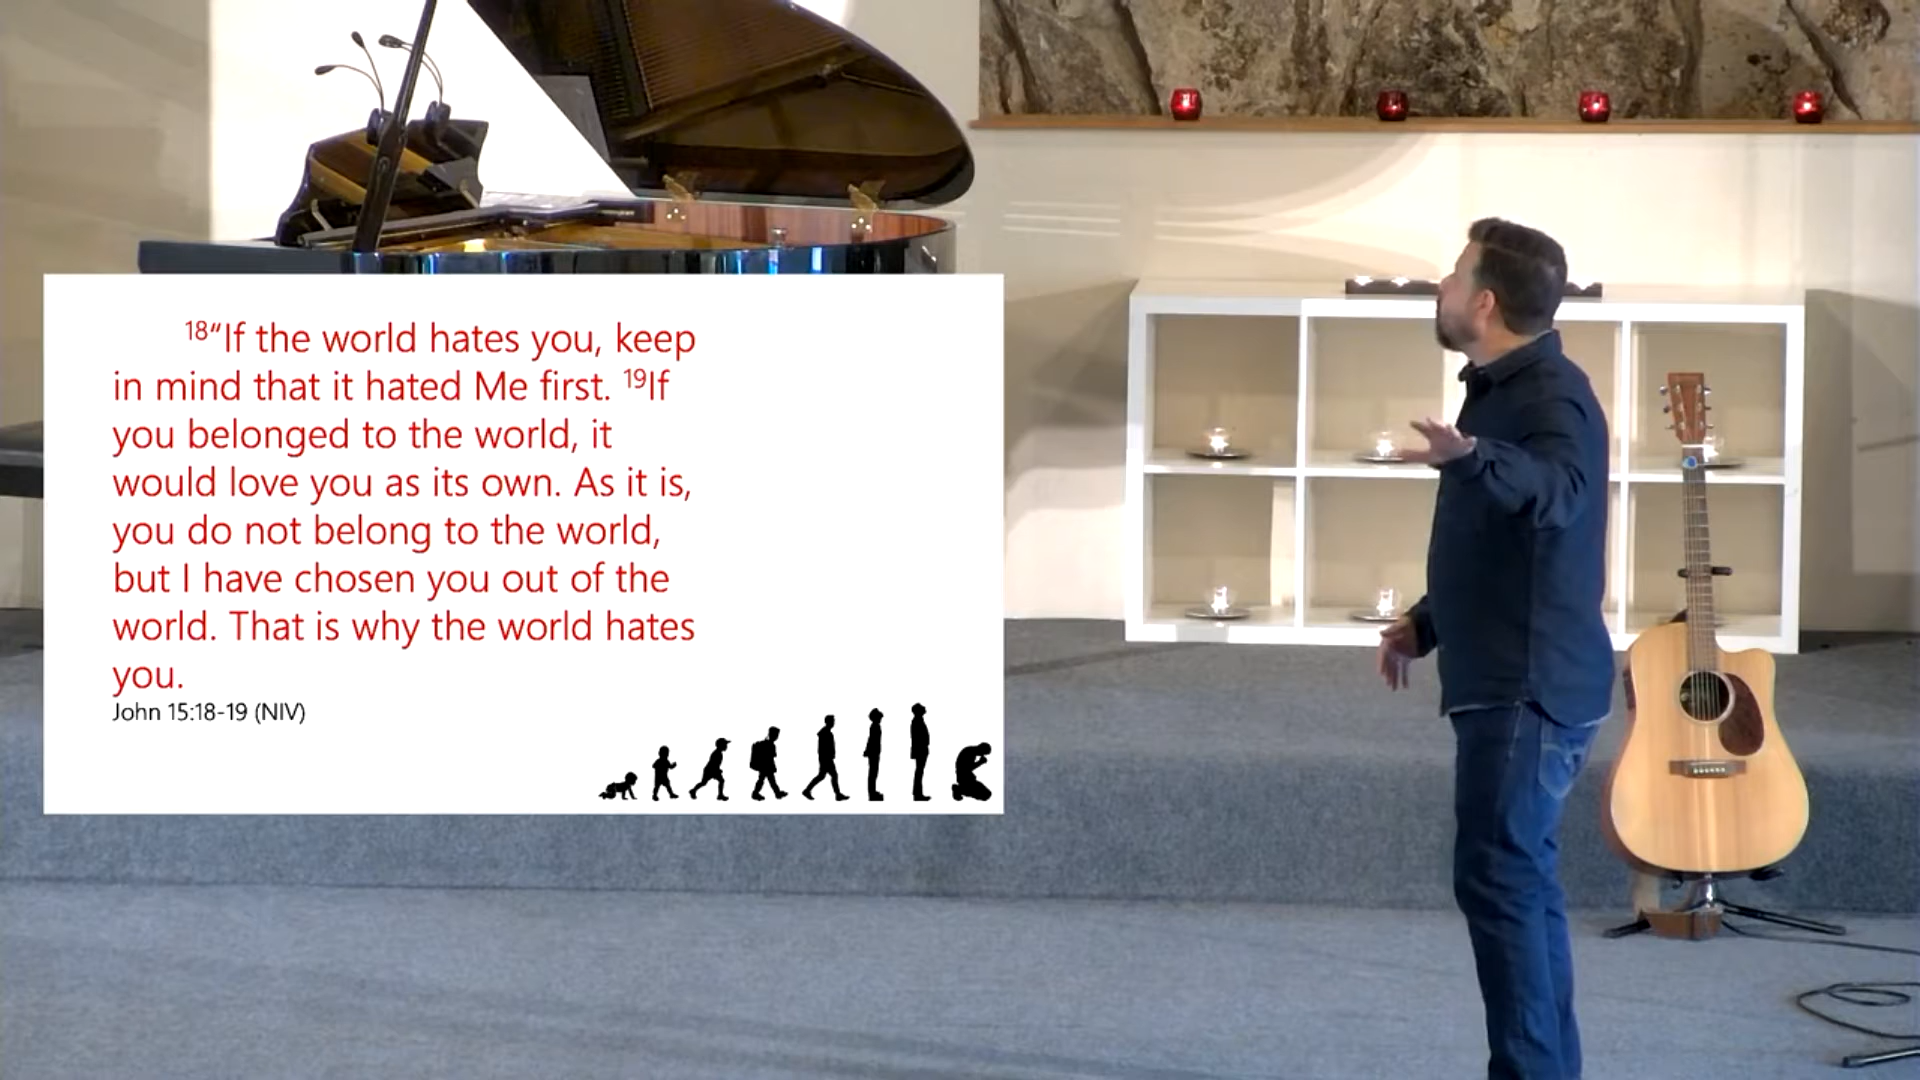 18“If the world hates you, keep
in mind that it hated Me first. 19If
you belonged to the world, it
would love you as its own. As it is,
you do not belong to the world,
but I have chosen you out of the
world. That is why the world hates
you.
John 15:18-19 (NIV)